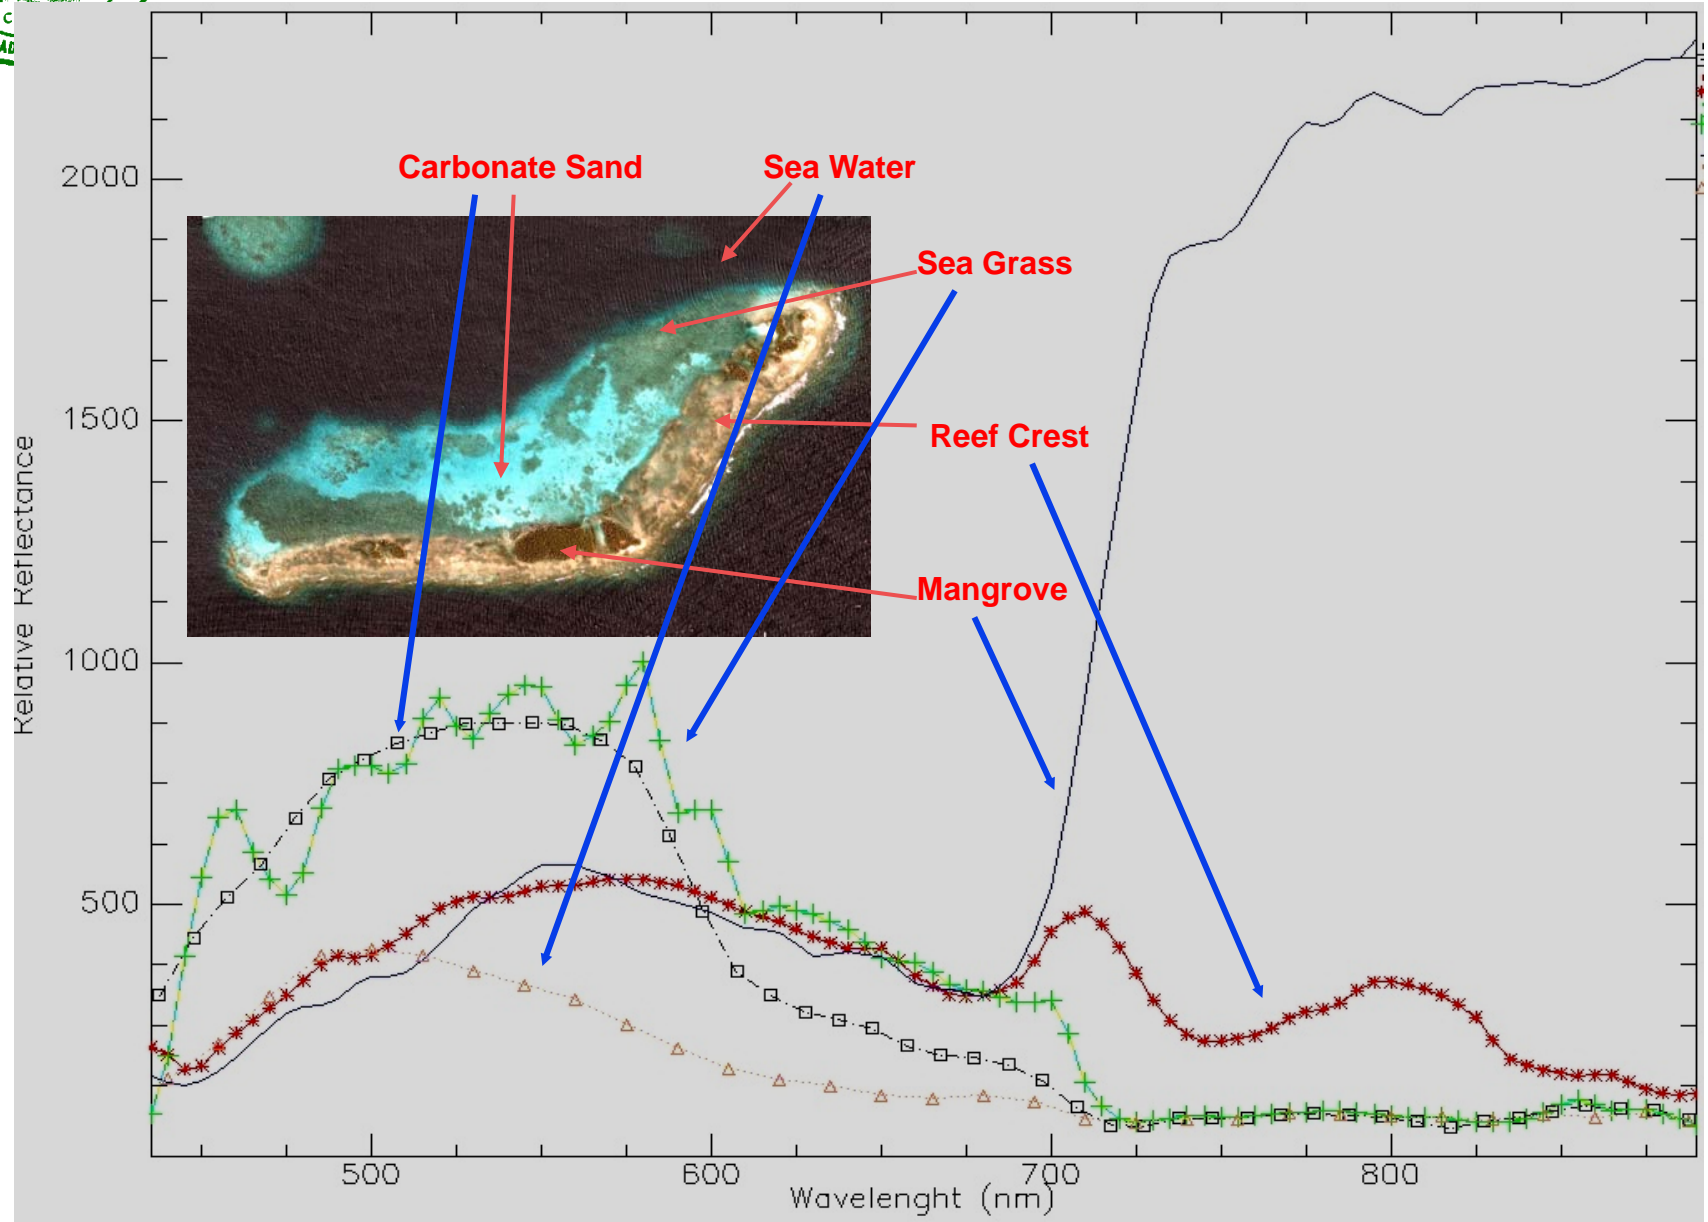 Carbonate Sand
Sea Water
Sea Grass
Reef Crest
Mangrove
2000
1500
1000
500
Relative Reflectance
500
600
700
800
Wavelenght (nm)